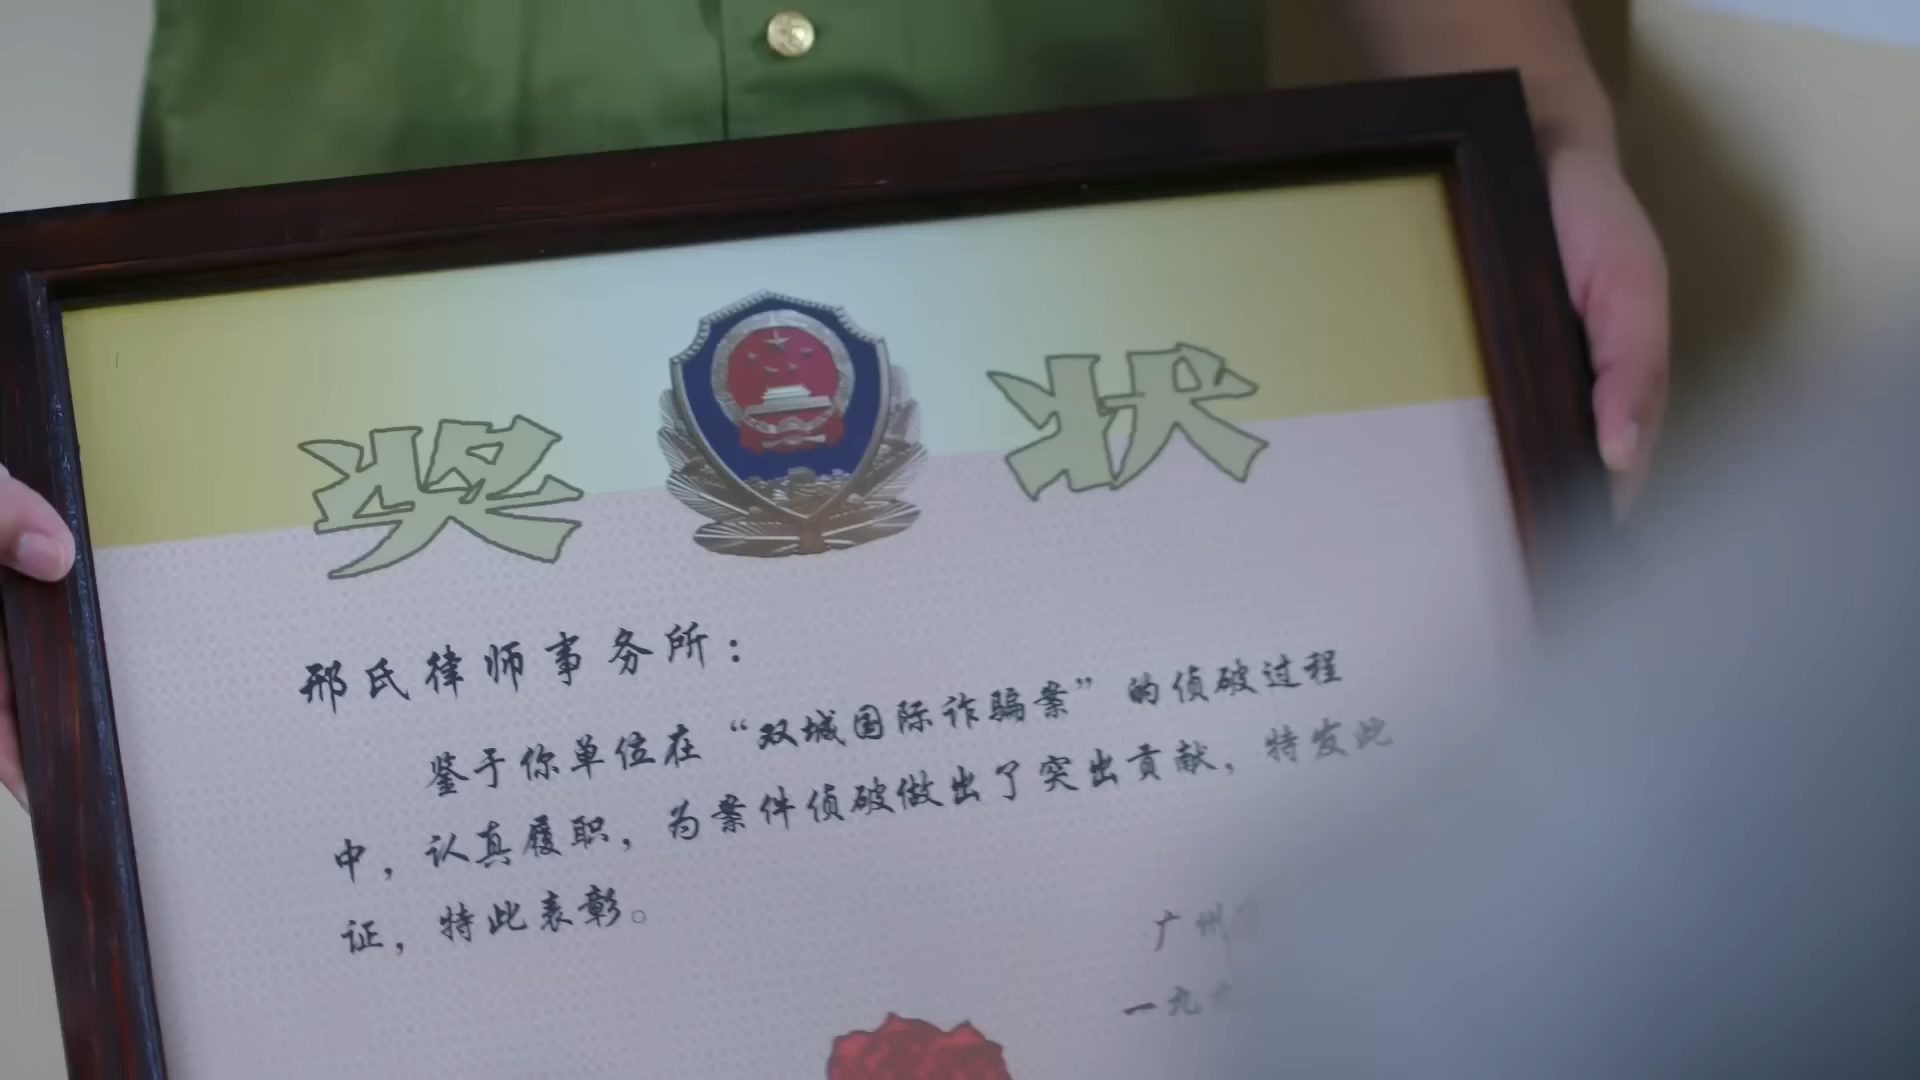 奖状
邢氏律师事务所：
鉴于你单位在“双城国际诈骗案”的侦破过程
中，认真履职，为案件侦破做出了突出贡献，特发此
证，特此表彰。
广州
一九